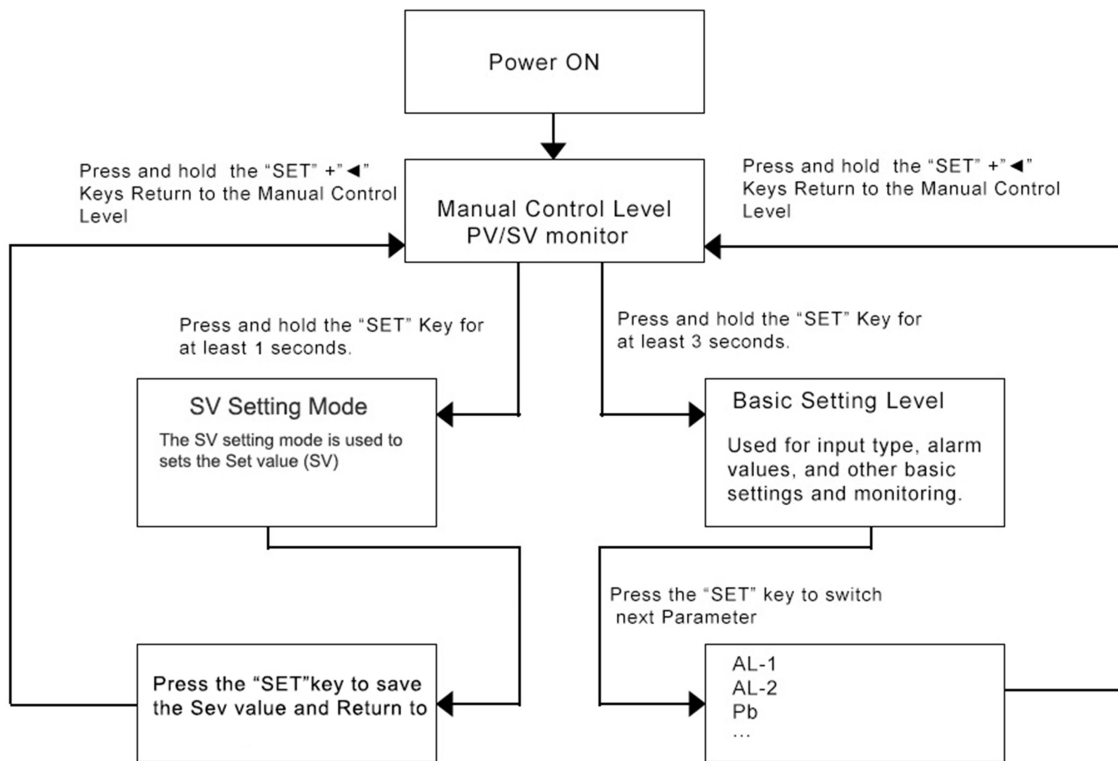 Power ON
Press and hold  the “SET” +”◄”
Keys Return to the Manual Control
Level
Press and hold  the “SET” +”◄”
Keys Return to the Manual Control
Level
Manual Control Level
PV/SV monitor
Press and hold the “SET” Key for
at least 1 seconds.
Press and hold the “SET” Key for
at least 3 seconds.
SV Setting Mode
The SV setting mode is used to
sets the Set value (SV)
Basic Setting Level
Used for input type, alarm
values, and other basic
settings and monitoring.
Press the “SET” key to switch
next Parameter
Press the “SET”key to save
the Sev value and Return to
AL-1
AL-2
Pb
...